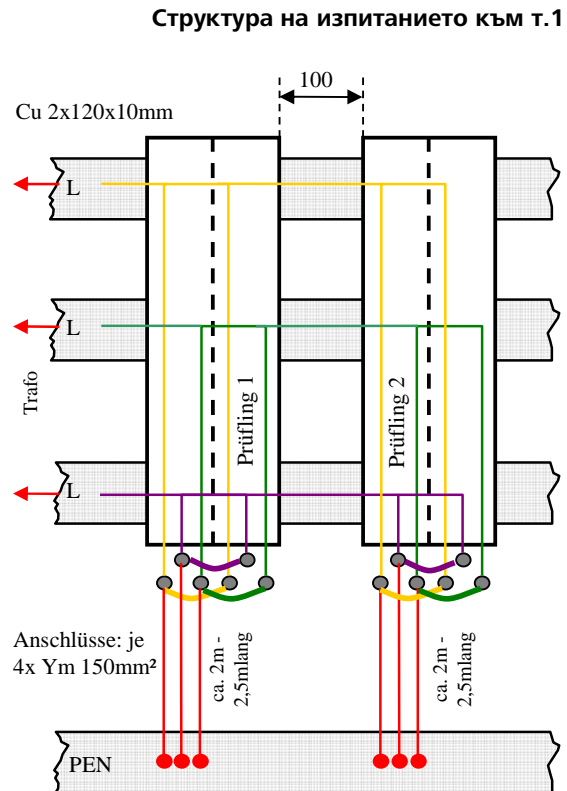 Структура на изпитанието към т.1
100
Cu 2x120x10mm
L
L
Trafo
Prüfling 1
Prüfling 2
L
Anschlüsse: je
4x Ym 150mm²
ca. 2m -
2,5mlang
ca. 2m -
2,5mlang
PEN